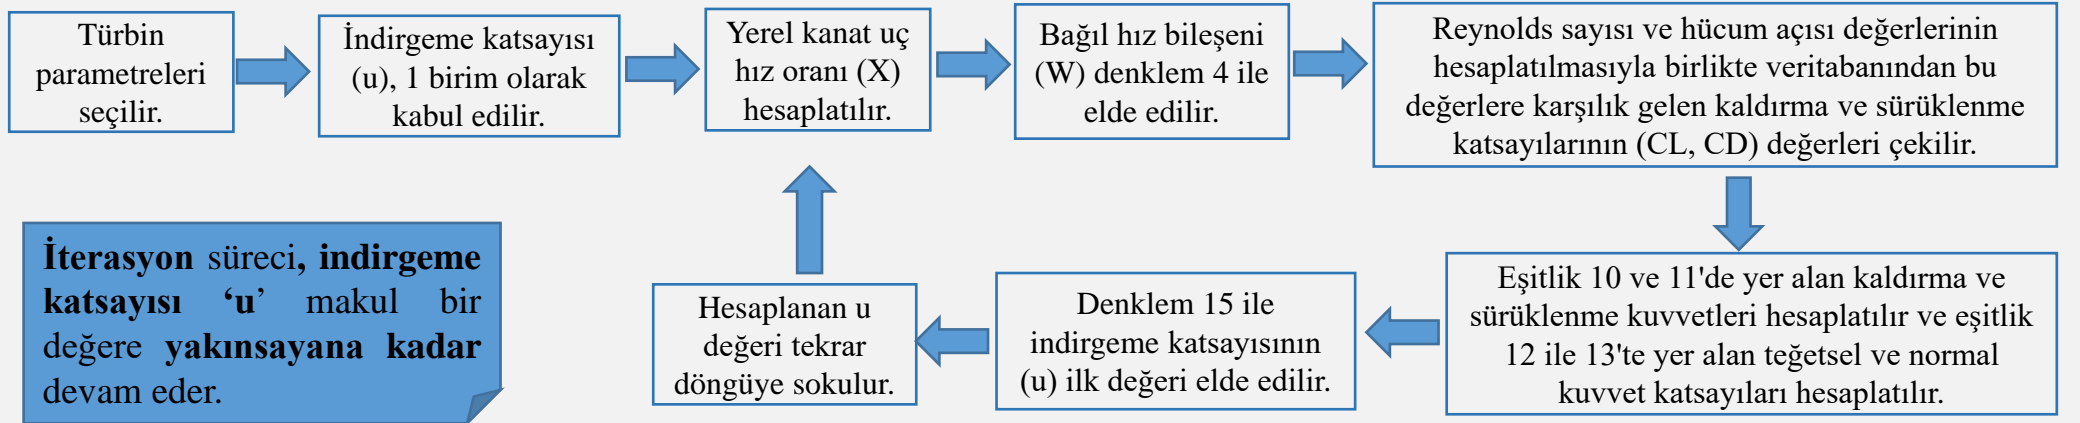 Türbin
parametreleri
seçilir.
İndirgeme katsayısı
(u), 1 birim olarak
kabul edilir.
Yerel kanat uç
hız oranı (X)
hesaplatılır.
Bağıl hız bileşeni
(W) denklem 4 ile
elde edilir.
Reynolds sayısı ve hücum açısı değerlerinin
hesaplatılmasıyla birlikte veritabanından bu
değerlere karşılık gelen kaldırma ve sürüklenme
katsayılarının (CL, CD) değerleri çekilir.
Eşitlik 10 ve 11'de yer alan kaldırma ve
sürüklenme kuvvetleri hesaplatılır ve eşitlik
12 ile 13'te yer alan teğetsel ve normal
kuvvet katsayıları hesaplatılır.
Denklem 15 ile
indirgeme katsayısının
(u) ilk değeri elde edilir.
Hesaplanan u
değeri tekrar
döngüye sokulur.
İterasyon süreci, indirgeme
katsayısı ‘u’ makul bir
değere yakınsayana kadar
devam eder.